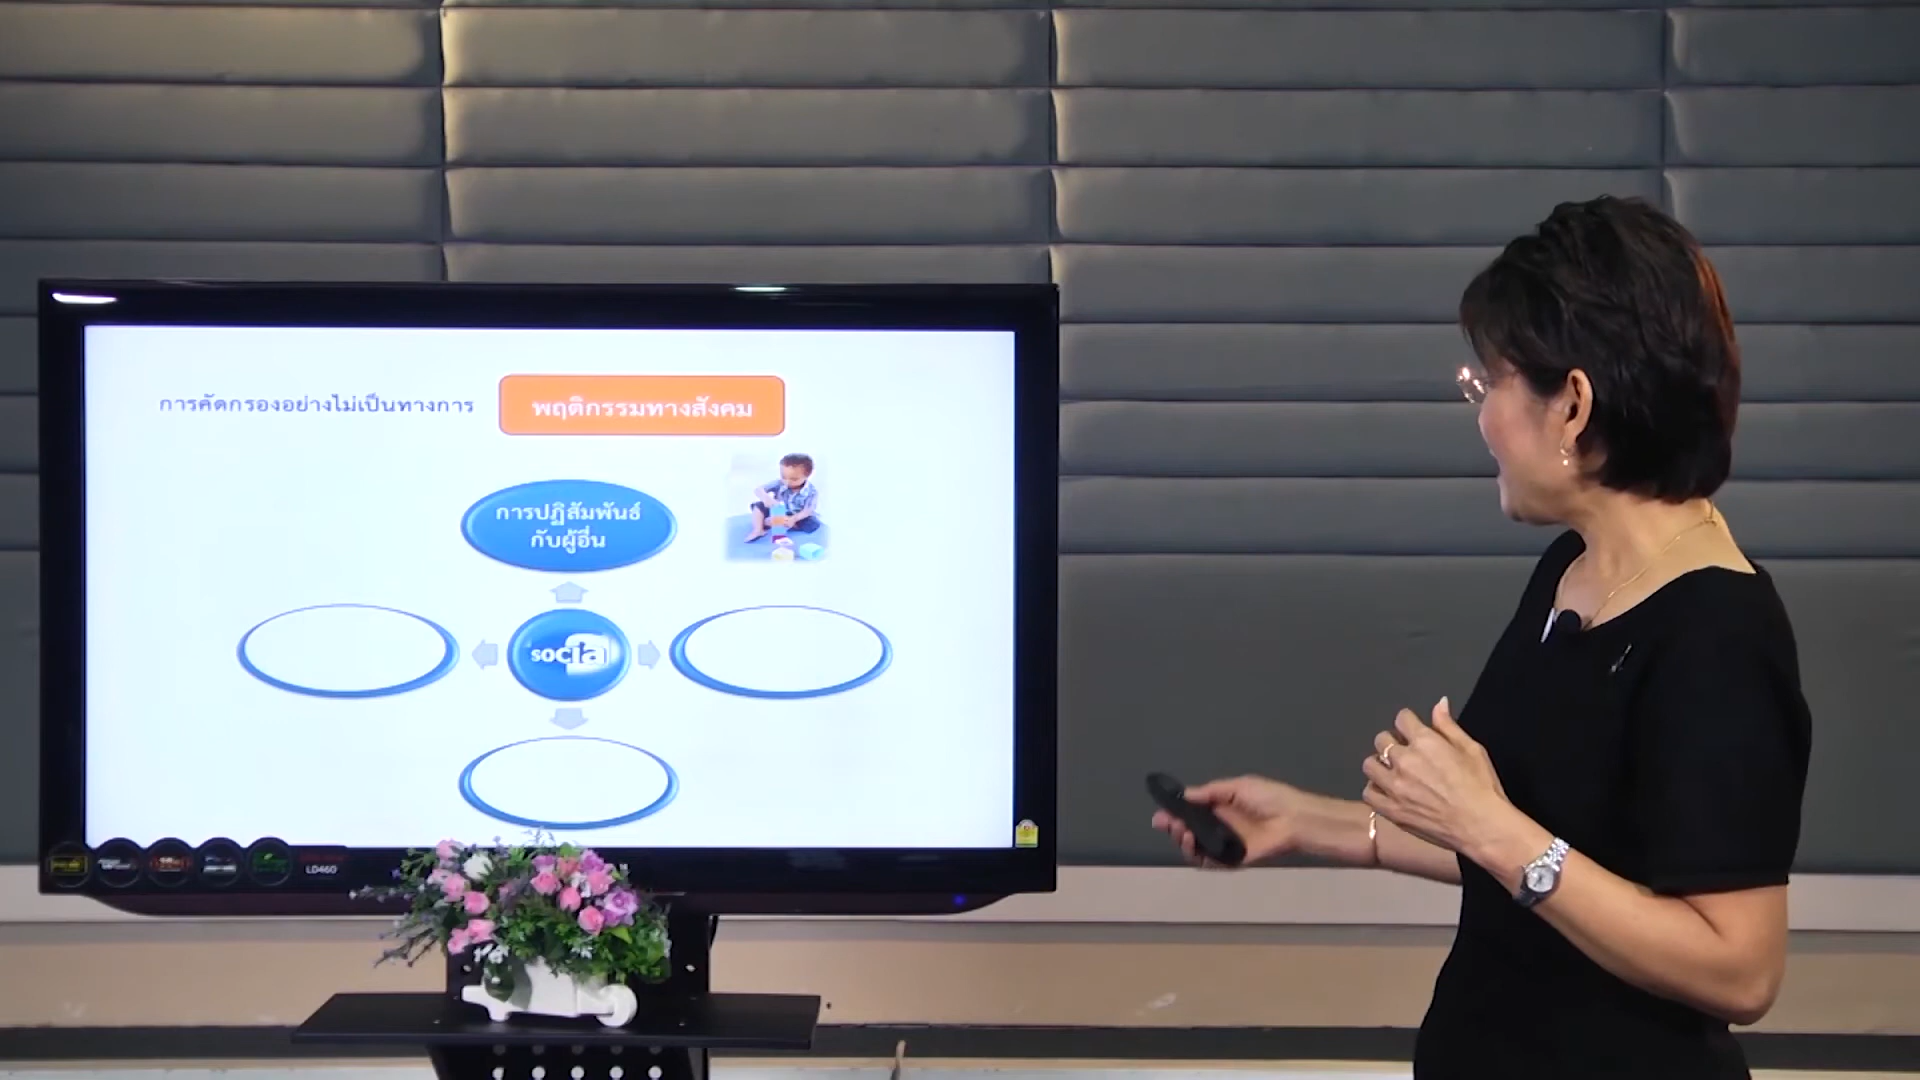 การคัดกรองอย่างไม่เป็นทางการ
พฤติกรรมทางสังคม
การปฏิสัมพันธ์
กับผู้อื่น
social
LD460